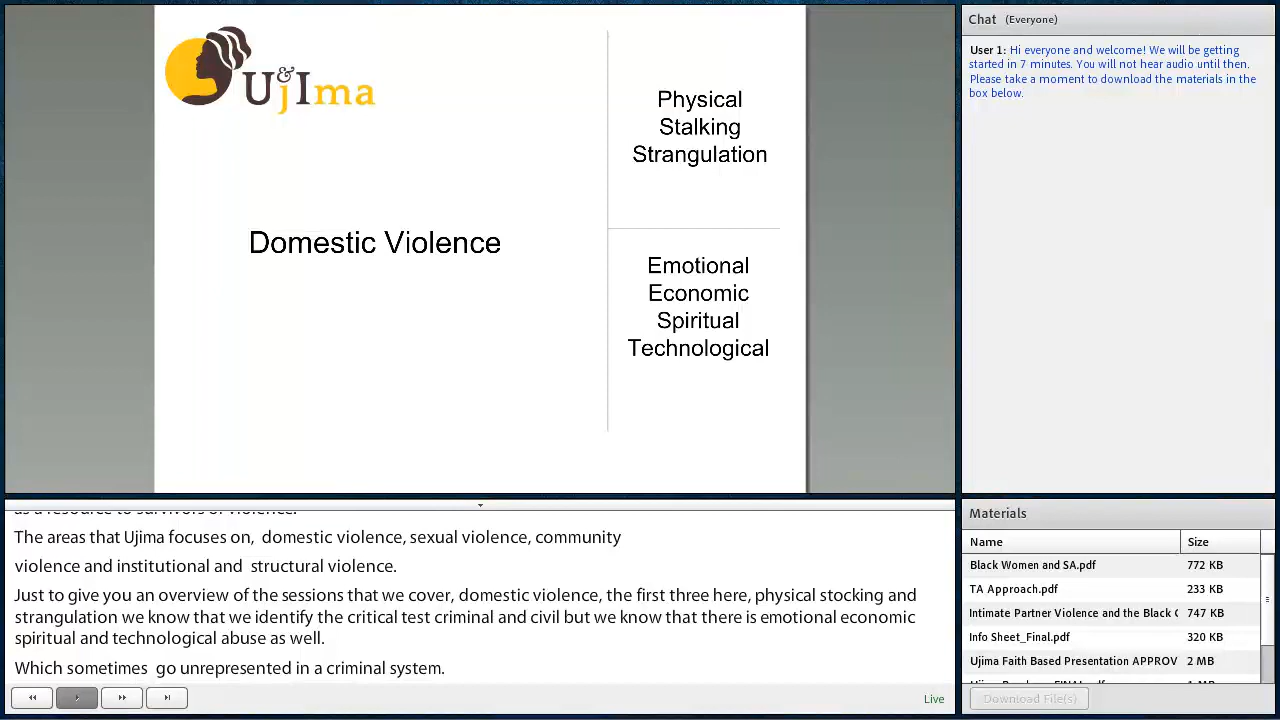 U&jIma
Domestic Violence
Physical
Stalking
Strangulation
Emotional
Economic
Spiritual
Technological
Chat (Everyone)
User 1: Hi everyone and welcome! We will be getting
started in 7 minutes. You will not hear audio until then.
Please take a moment to download the materials in the
box below.
as a resource to survivors of violence.
The areas that Ujima focuses on, domestic violence, sexual violence, community
violence and institutional and structural violence.
Just to give you an overview of the sessions that we cover, domestic violence, the first three here, physical stocking and
strangulation we know that we identify the critical test criminal and civil but we know that there is emotional economic
spiritual and technological abuse as well.
Which sometimes go unrepresented in a criminal system.
Live
Materials
Name Size
Black Women and SA.pdf 772 KB
TA Approach.pdf 233 KB
Intimate Partner Violence and the Black 747 KB
Info Sheet_Final.pdf 320 KB
Ujima Faith Based Presentation APPROV 2 MB
Download File(s)